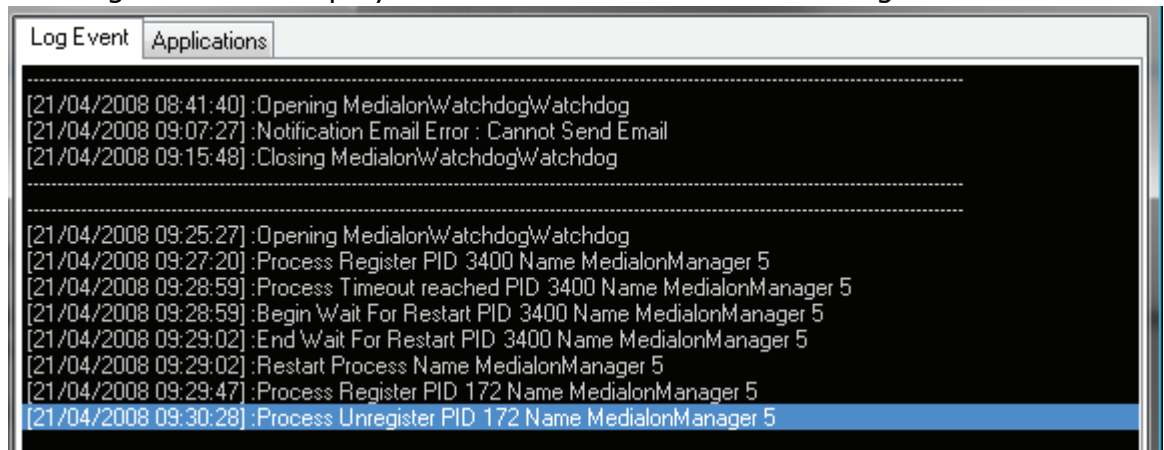 Log Event Applications
[21/04/2008 08:41:40] :Opening MedialonWatchdogWatchdog
[21/04/2008 09:07:27] :Notification Email Error : Cannot Send Email
[21/04/2008 09:15:48] :Closing MedialonWatchdogWatchdog
[21/04/2008 09:25:27] :Opening MedialonWatchdogWatchdog
[21/04/2008 09:27:20] :Process Register PID 3400 Name MedialonManager 5
[21/04/2008 09:28:59] :Process Timeout reached PID 3400 Name MedialonManager 5
[21/04/2008 09:28:59] :Begin Wait For Restart PID 3400 Name MedialonManager 5
[21/04/2008 09:29:02] :End Wait For Restart PID 3400 Name MedialonManager 5
[21/04/2008 09:29:02] :Restart Process Name MedialonManager 5
[21/04/2008 09:29:47] :Process Register PID 172 Name MedialonManager 5
[21/04/2008 09:30:28] :Process Unregister PID 172 Name MedialonManager 5